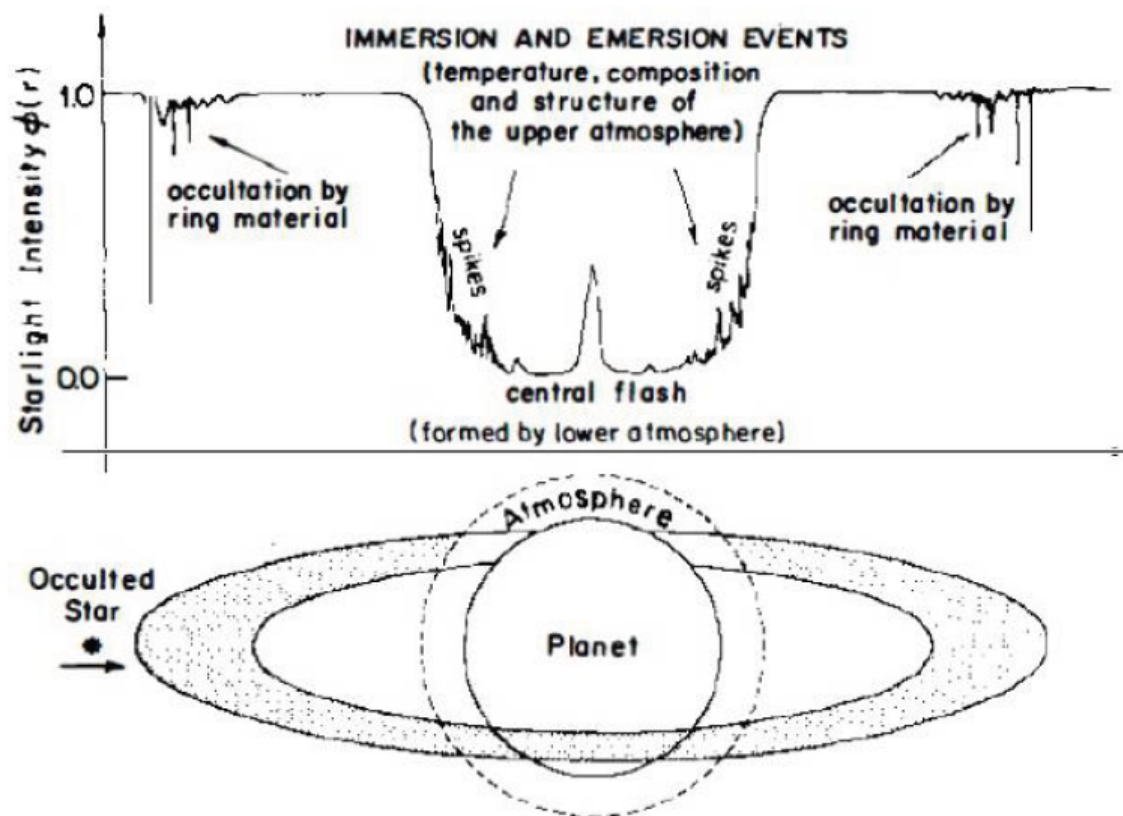 IMMERSION AND EMERSION EVENTS
(temperature, composition
and structure of
the upper atmosphere)
Starlight Intensity ϕ(r)
1.0
0.0
occultation by
ring material
spikes
spikes
occultation by
ring material
central flash
(formed by lower atmosphere)
Atmosphere
Occulted
Star
Planet